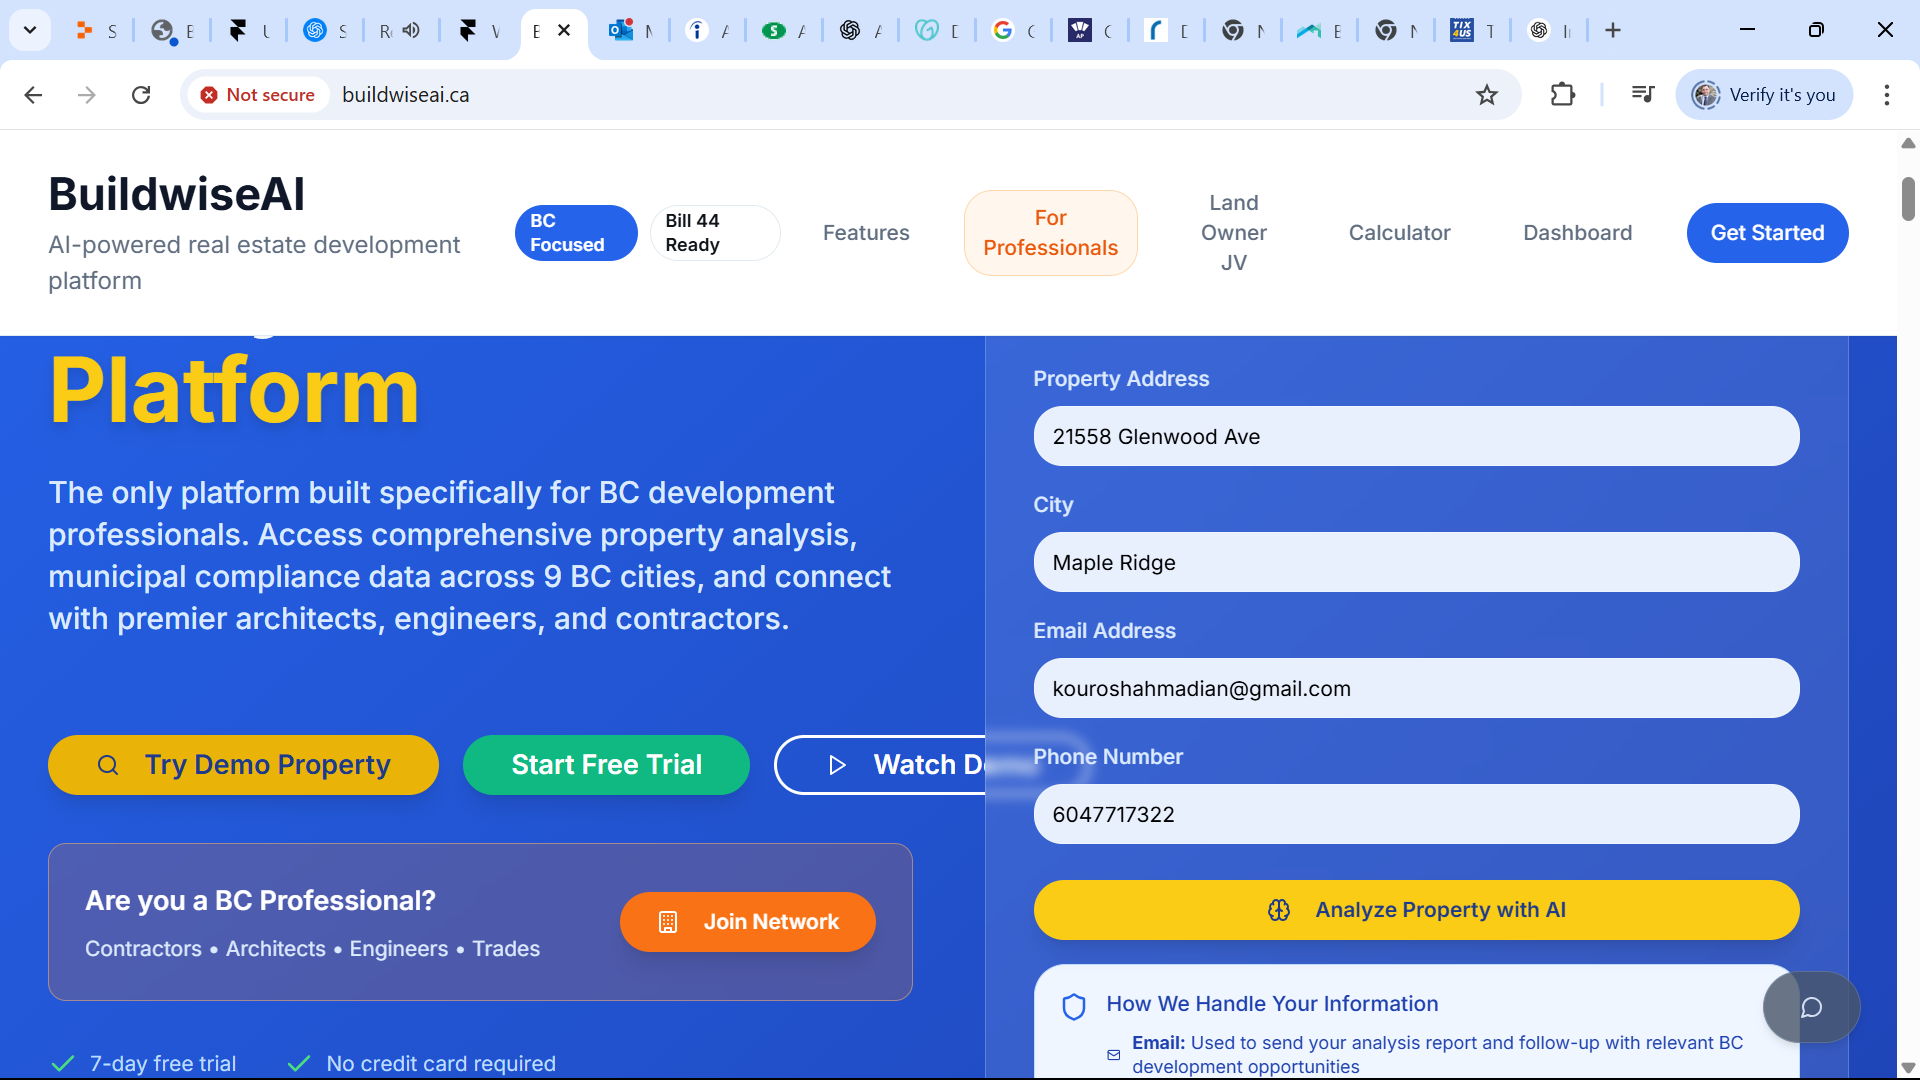 Not secure
buildwiseai.ca
Verify it's you
BuildwiseAI
AI-powered real estate development
platform
BC
Focused
Bill 44
Ready
Features
For
Professionals
Land
Owner
JV
Calculator
Dashboard
Get Started
Platform
The only platform built specifically for BC development
professionals. Access comprehensive property analysis,
municipal compliance data across 9 BC cities, and connect
with premier architects, engineers, and contractors.
Try Demo Property
Start Free Trial
Watch Demo
Are you a BC Professional?
Contractors • Architects • Engineers • Trades
Join Network
7-day free trial
No credit card required
Property Address
21558 Glenwood Ave
City
Maple Ridge
Email Address
kouroshahmadian@gmail.com
Phone Number
6047717322
Analyze Property with AI
How We Handle Your Information
Email: Used to send your analysis report and follow-up with relevant BC
development opportunities